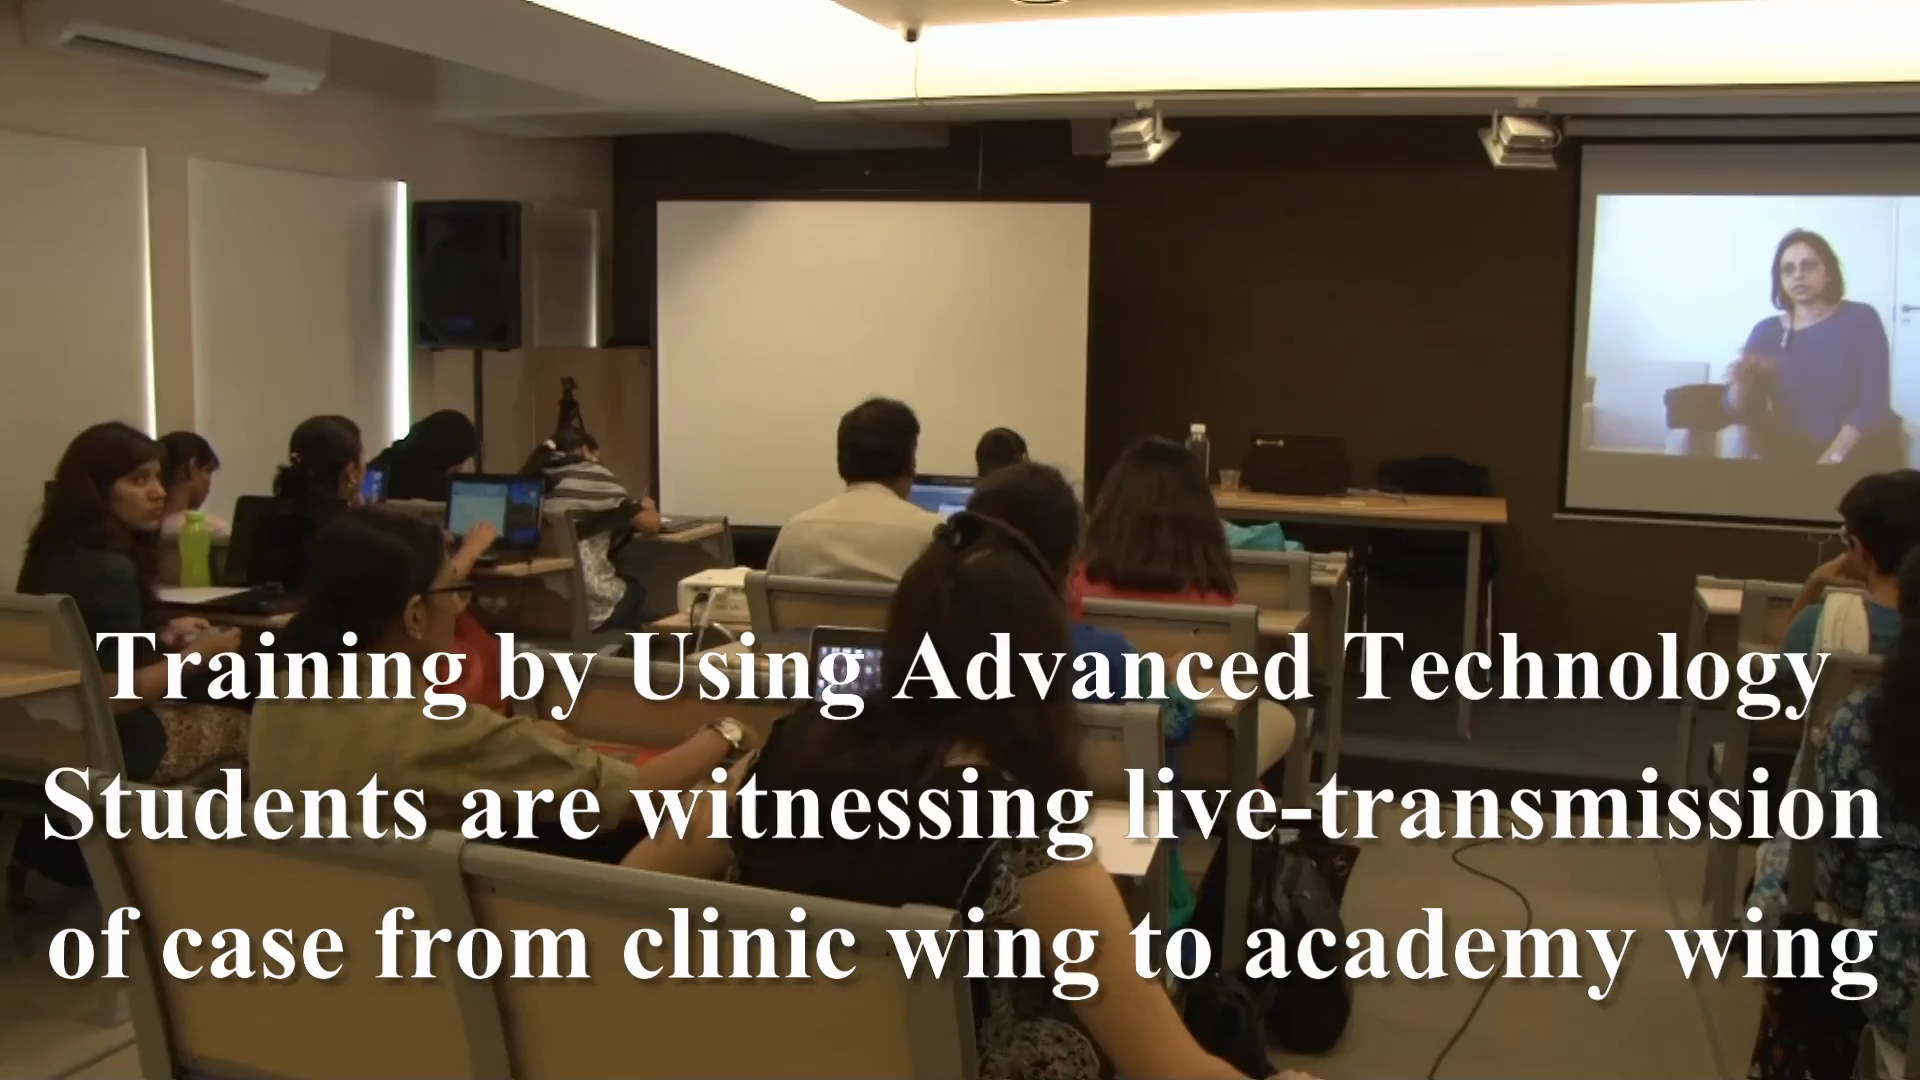 Training by Using Advanced Technology
Students are witnessing live-transmission
of case from clinic wing to academy wing